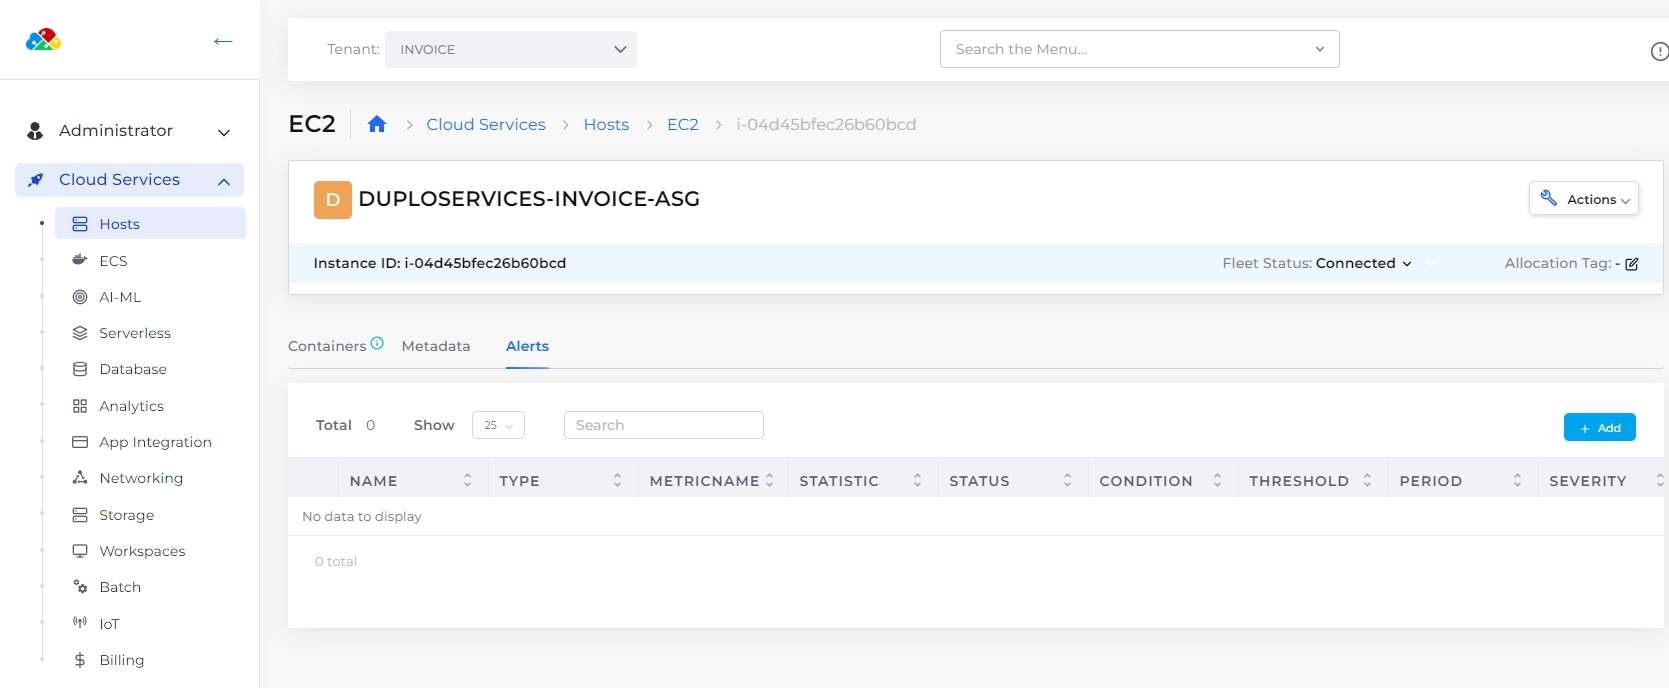 Tenant: INVOICE
Search the Menu...
Administrator
Cloud Services
Hosts
ECS
AI-ML
Serverless
Database
Analytics
App Integration
Networking
Storage
Workspaces
Batch
IoT
Billing
EC2
Cloud Services > Hosts > EC2 > i-04d45bfec26b60bcd
D DUPLOSERVICES-INVOICE-ASG
Actions
Instance ID: i-04d45bfec26b60bcd
Fleet Status: Connected
Allocation Tag: -
Containers Metadata Alerts
Total 0 Show 25 Search
+ Add
NAME TYPE METRICNAME STATISTIC STATUS CONDITION THRESHOLD PERIOD SEVERITY
No data to display
0 total